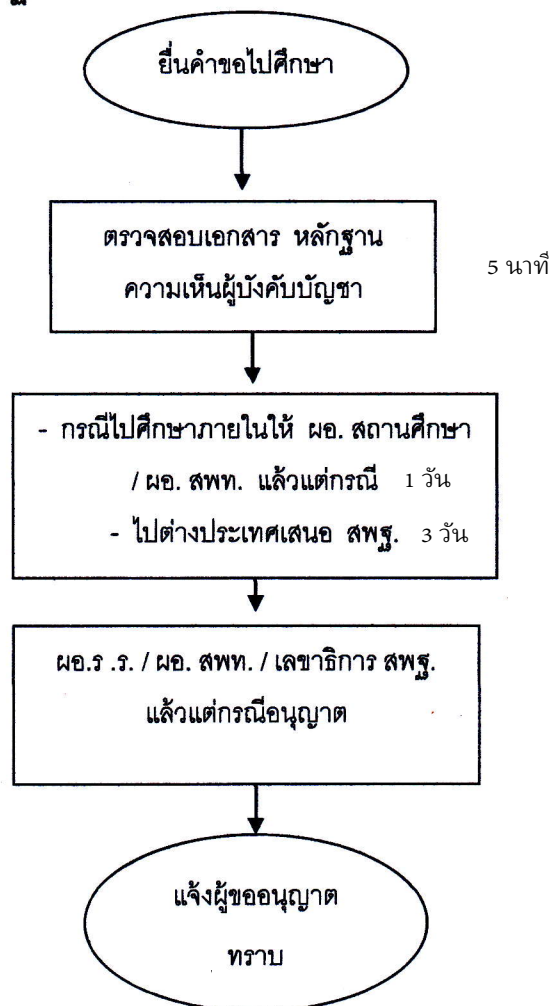 ยื่นคำขอไปศึกษา
ตรวจสอบเอกสาร หลักฐาน
ความเห็นผู้บังคับบัญชา
5 นาที
- กรณีไปศึกษาภายในให้ ผอ. สถานศึกษา
/ ผอ. สพท. แล้วแต่กรณี 1 วัน
- ไปต่างประเทศเสนอ สพฐ. 3 วัน
ผอ.ร .ร. / ผอ. สพท. / เลขาธิการ สพฐ.
แล้วแต่กรณีอนุญาต
แจ้งผู้ขออนุญาต
ทราบ